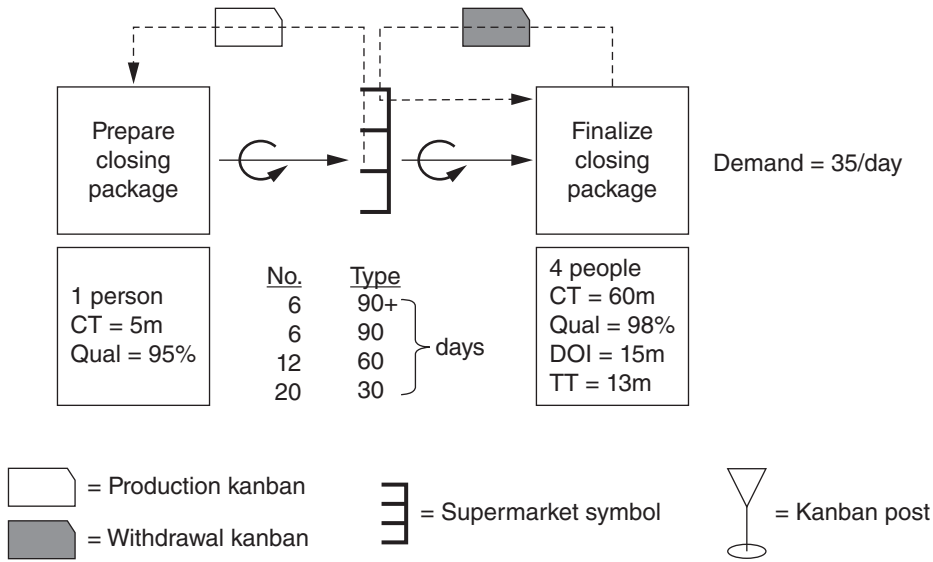 Prepare
closing
package
Finalize
closing
package
Demand = 35/day
1 person
CT = 5m
Qual = 95%
No. Type
6 90+
6 90
12 60
20 30
days
4 people
CT = 60m
Qual = 98%
DOI = 15m
TT = 13m
= Production kanban
= Withdrawal kanban
= Supermarket symbol
= Kanban post